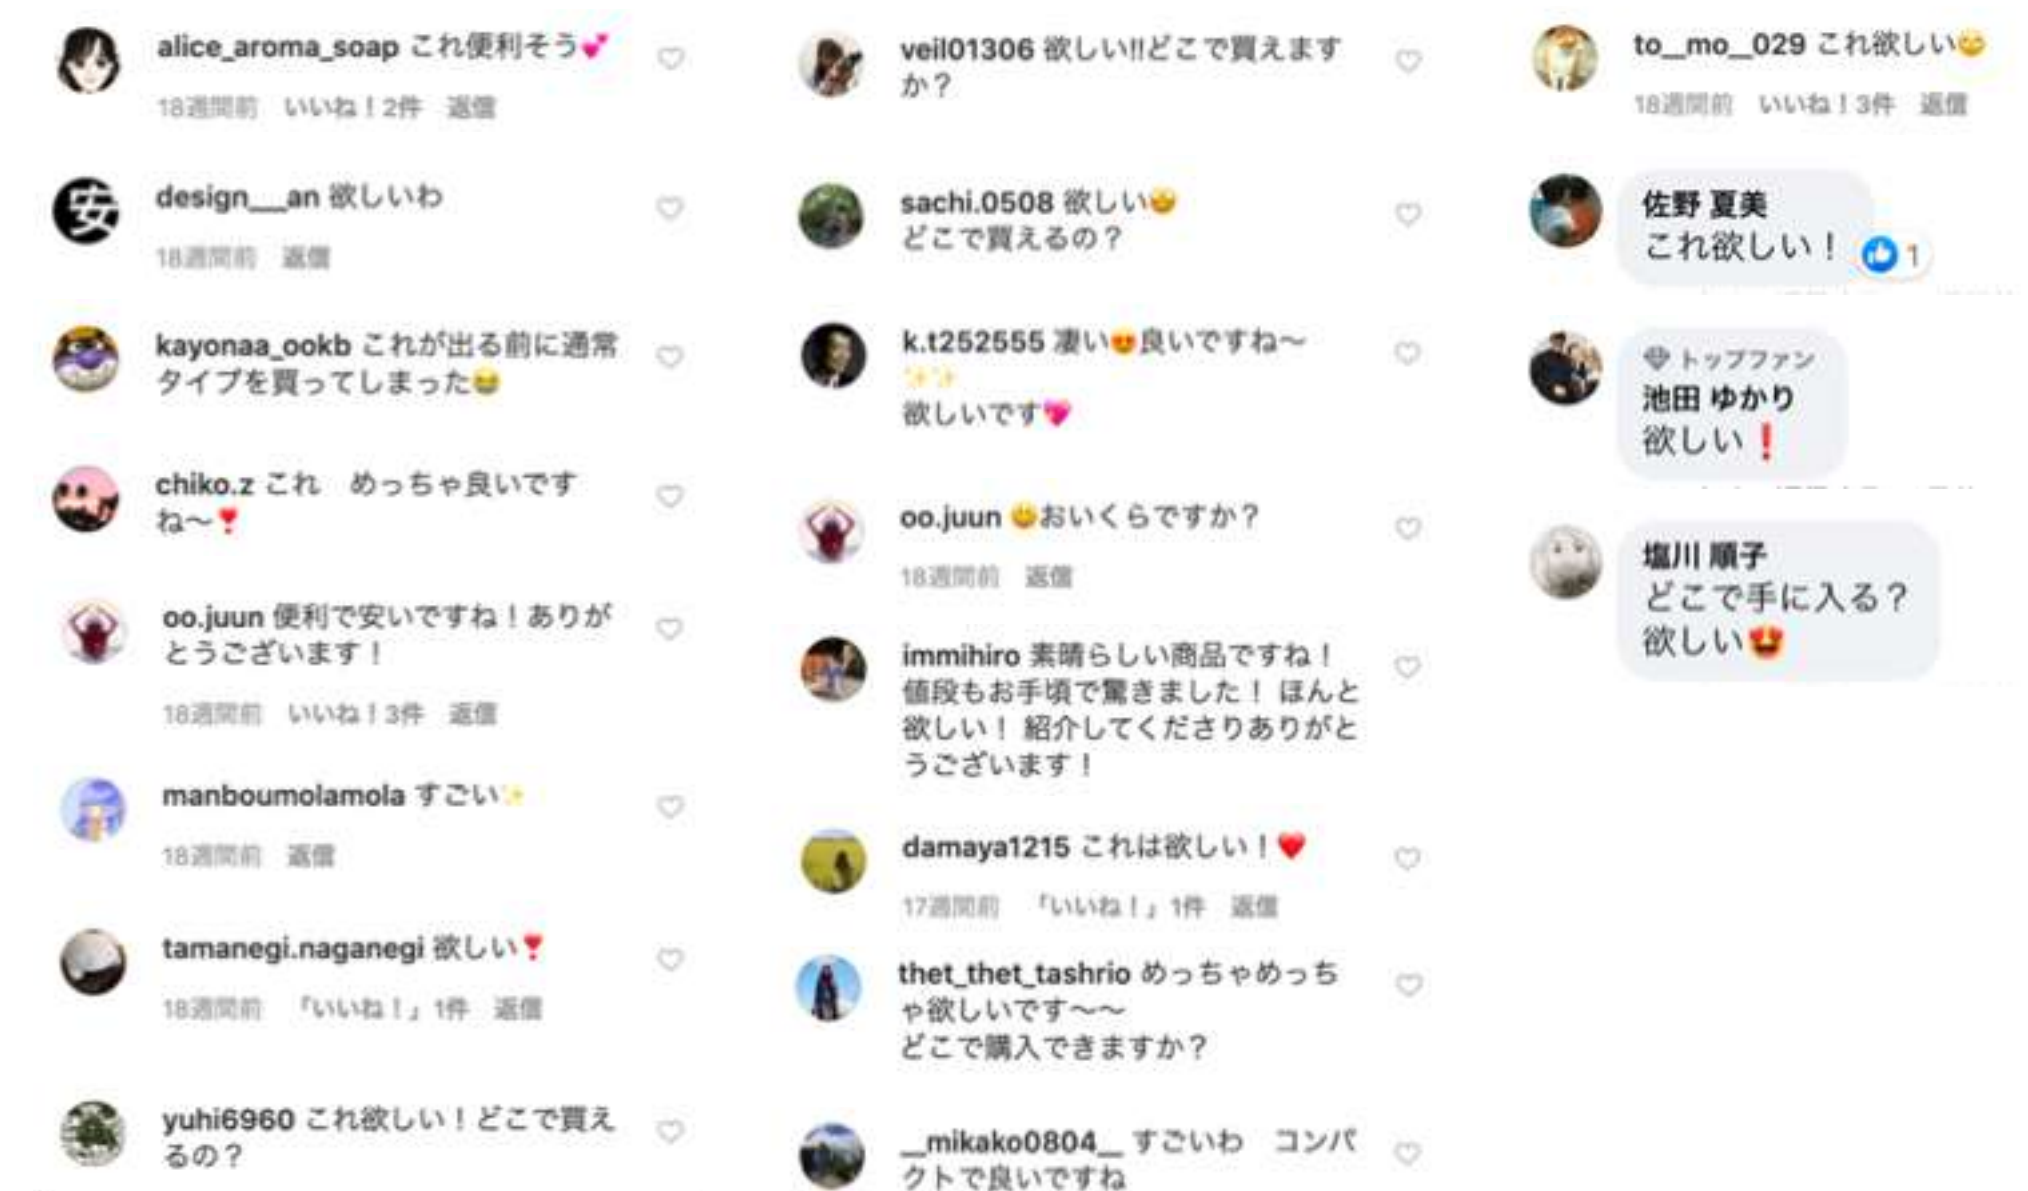 alice_aroma_soap これ便利そう💕
18週間前 いいね！2件 返信
安
design___an 欲しいわ
18週間前 返信
kayonaa_ookb これが出る前に通常
タイプを買ってしまった😂
chiko.z これ　めっちゃ良いです
ね〜❣
oo.juun 便利で安いですね！ありが
とうございます！
18週間前 いいね！3件 返信
manboumolamola すごい✨
18週間前 返信
tamanegi.naganegi 欲しい❣
18週間前 「いいね！」1件 返信
yuhi6960 これ欲しい！どこで買え
るの？
veil01306 欲しい!!どこで買えます
か？
sachi.0508 欲しい🤩
どこで買えるの？
k.t252555 凄い😍良いですね〜
✨✨
欲しいです💖
oo.juun 😃おいくらですか？
18週間前 返信
immihiro 素晴らしい商品ですね！
値段もお手頃で驚きました！ ほんと
欲しい！ 紹介してくださりありがと
うございます！
damaya1215 これは欲しい！❤
17週間前 「いいね！」1件 返信
thet_thet_tashrio めっちゃめっち
ゃ欲しいです〜〜
どこで購入できますか？
__mikako0804__ すごいわ　コンパ
クトで良いですね
to__mo__029 これ欲しい🙄
18週間前 いいね！3件 返信
佐野 夏美
これ欲しい！
1
トップファン
池田 ゆかり
欲しい❗
塩川 順子
どこで手に入る？
欲しい🤩